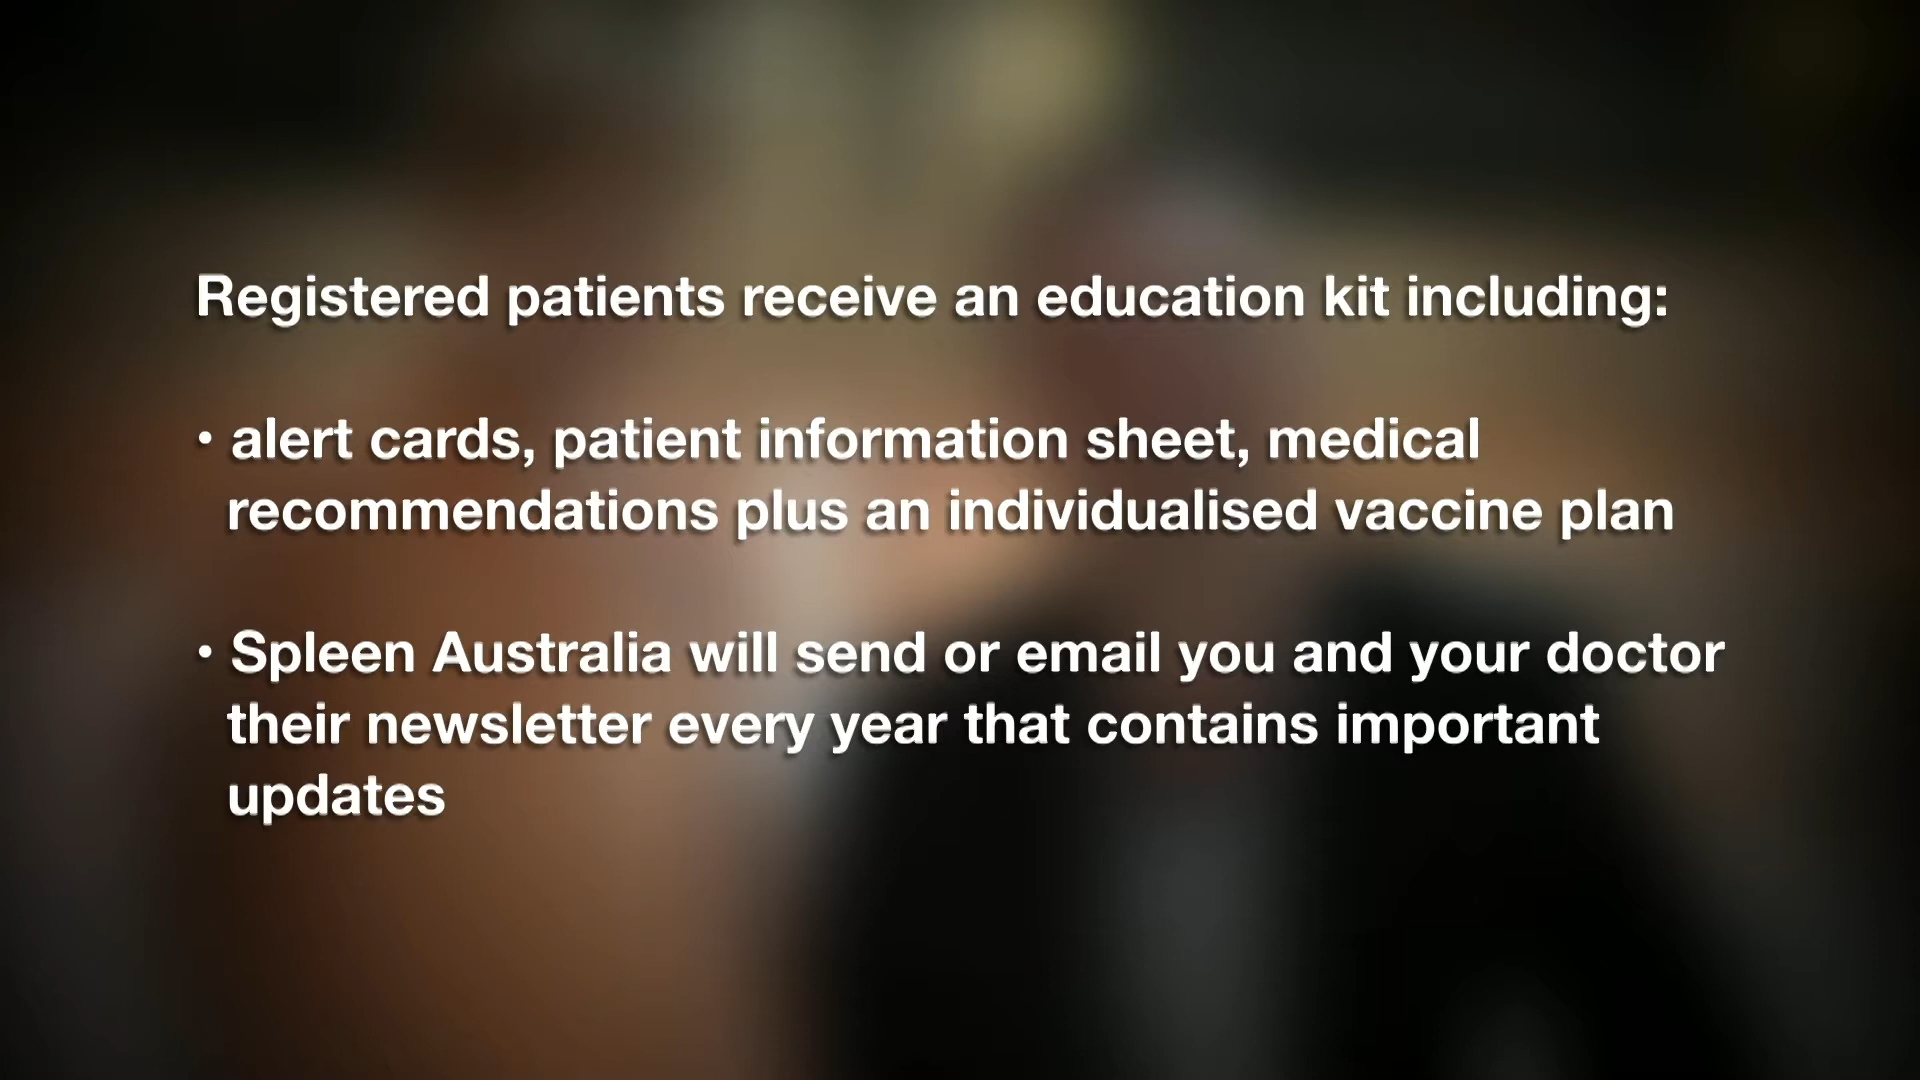 Registered patients receive an education kit including:
• alert cards, patient information sheet, medical
recommendations plus an individualised vaccine plan
• Spleen Australia will send or email you and your doctor
their newsletter every year that contains important
updates